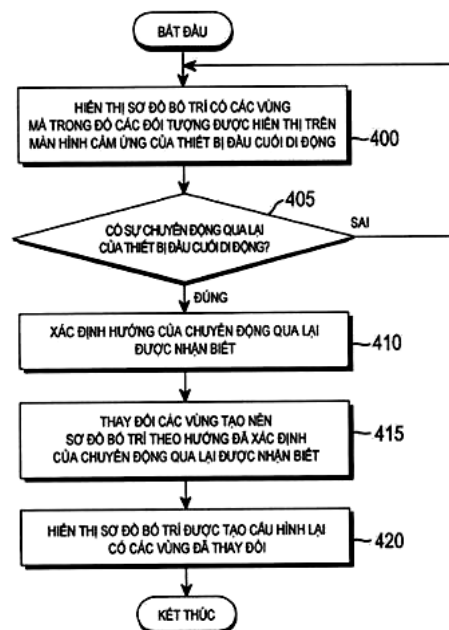 BẮT ĐẦU
HIỂN THỊ SƠ ĐỒ BỐ TRÍ CÓ CÁC VÙNG
MÀ TRONG ĐÓ CÁC ĐỐI TƯỢNG ĐƯỢC HIỂN THỊ TRÊN
MÀN HÌNH CẢM ỨNG CỦA THIẾT BỊ ĐẦU CUỐI DI ĐỘNG
400
405
CÓ SỰ CHUYỂN ĐỘNG QUA LẠI
CỦA THIẾT BỊ ĐẦU CUỐI DI ĐỘNG?
SAI
ĐÚNG
XÁC ĐỊNH HƯỚNG CỦA CHUYỂN ĐỘNG QUA LẠI
ĐƯỢC NHẬN BIẾT
410
THAY ĐỔI CÁC VÙNG TẠO NÊN
SƠ ĐỒ BỐ TRÍ THEO HƯỚNG ĐÃ XÁC ĐỊNH
CỦA CHUYỂN ĐỘNG QUA LẠI ĐƯỢC NHẬN BIẾT
415
HIỂN THỊ SƠ ĐỒ BỐ TRÍ ĐƯỢC TẠO CẤU HÌNH LẠI
CÓ CÁC VÙNG ĐÃ THAY ĐỔI
420
KẾT THÚC